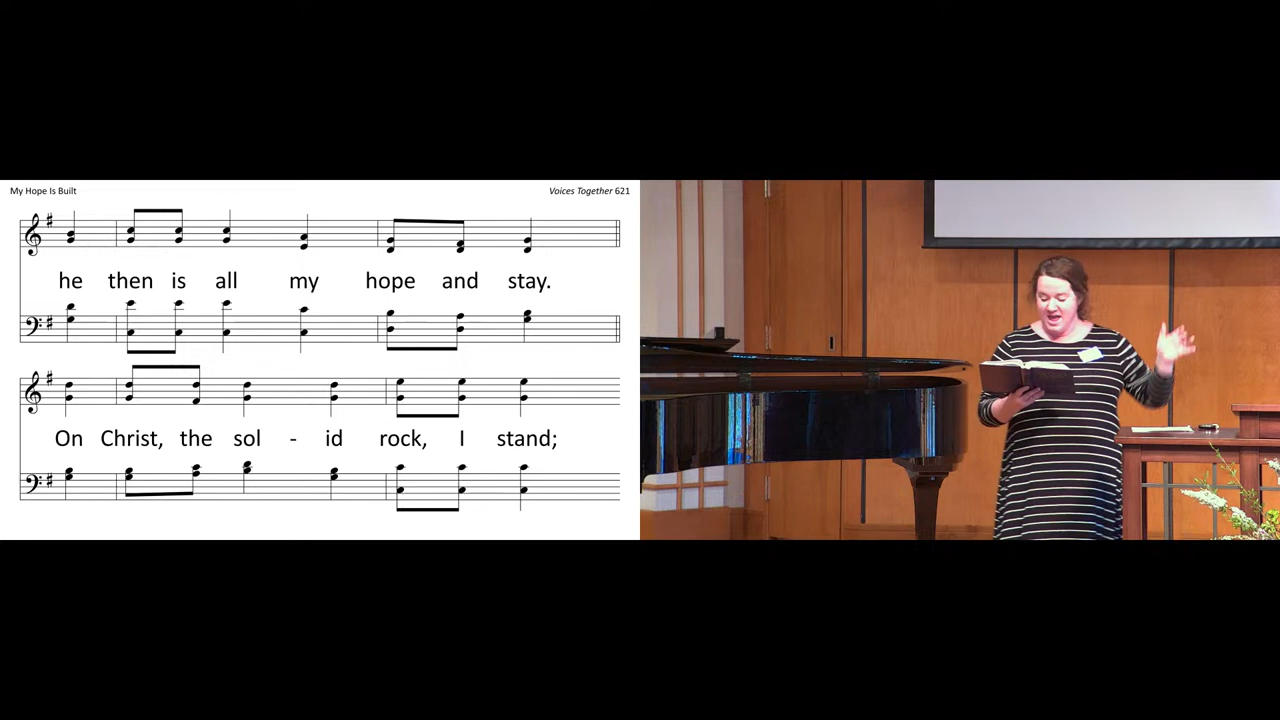 My Hope Is Built
Voices Together 621
he then is all my hope and stay.
On Christ, the sol - id rock, I stand;